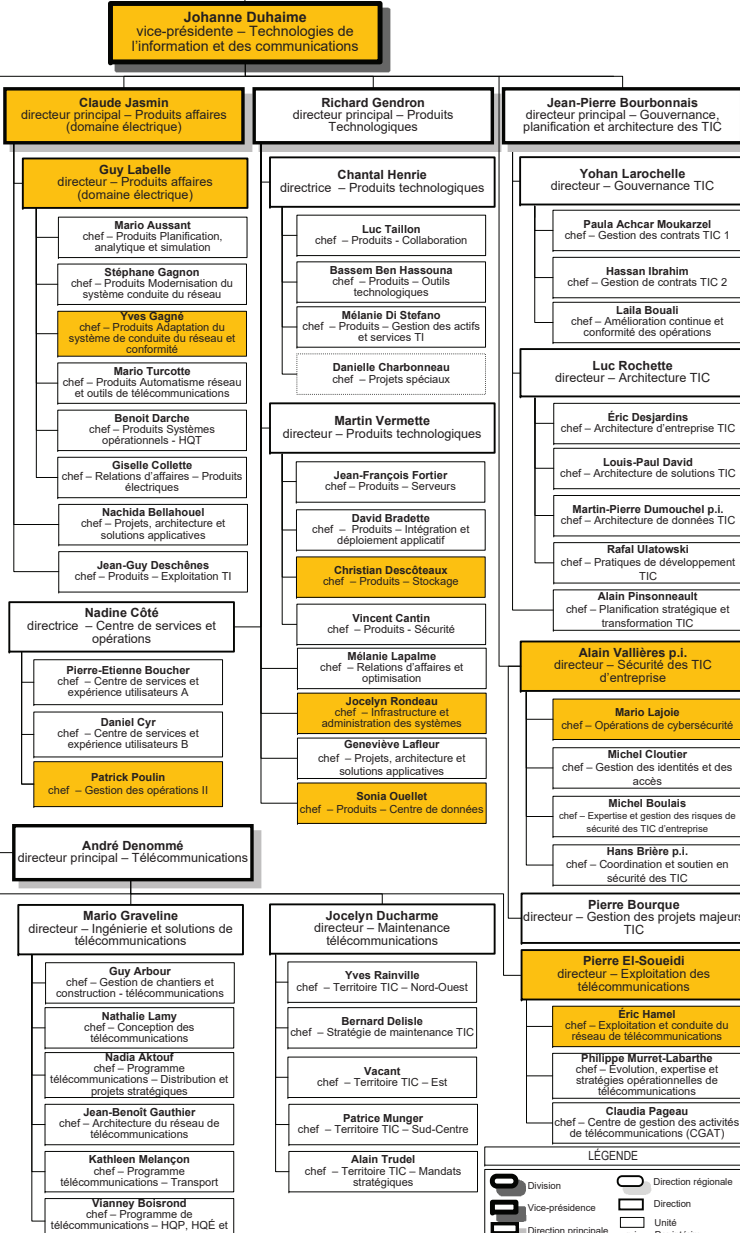 Johanne Duhaime
vice-présidente – Technologies de
l'information et des communications
Claude Jasmin
directeur principal – Produits affaires
(domaine électrique)
Guy Labelle
directeur – Produits affaires
(domaine électrique)
Mario Aussant
chef – Produits Planification,
analytique et simulation
Stéphane Gagnon
chef – Produits Modernisation du
système conduite du réseau
Yves Gagné
chef – Produits Adaptation du
système de conduite du réseau et
conformité
Mario Turcotte
chef – Produits Automatisme réseau
et outils de télécommunications
Benoit Darche
chef – Produits Systèmes
opérationnels - HQT
Giselle Collette
chef – Relations d'affaires – Produits
électriques
Nachida Bellahouel
chef – Projets, architecture et
solutions applicatives
Jean-Guy Deschênes
chef – Produits – Exploitation TI
Richard Gendron
directeur principal – Produits
Technologiques
Chantal Henrie
directrice – Produits technologiques
Luc Taillon
chef – Produits - Collaboration
Bassem Ben Hassouna
chef – Produits – Outils
technologiques
Mélanie Di Stefano
chef – Produits – Gestion des actifs
et services TI
Danielle Charbonneau
chef – Projets spéciaux
Martin Vermette
directeur – Produits technologiques
Jean-François Fortier
chef – Produits – Serveurs
David Bradette
chef – Produits – Intégration et
déploiement applicatif
Christian Descôteaux
chef – Produits – Stockage
Vincent Cantin
chef – Produits - Sécurité
Mélanie Lapalme
chef – Relations d'affaires et
optimisation
Jocelyn Rondeau
chef – Infrastructure et
administration des systèmes
Geneviève Lafleur
chef – Projets, architecture et
solutions applicatives
Sonia Ouellet
chef – Produits – Centre de données
Nadine Côté
directrice – Centre de services et
opérations
Pierre-Etienne Boucher
chef – Centre de services et
expérience utilisateurs A
Daniel Cyr
chef – Centre de services et
expérience utilisateurs B
Patrick Poulin
chef – Gestion des opérations II
Jean-Pierre Bourbonnais
directeur principal – Gouvernance,
planification et architecture des TIC
Yohan Larochelle
directeur – Gouvernance TIC
Paula Achcar Moukarzel
chef – Gestion des contrats TIC 1
Hassan Ibrahim
chef – Gestion de contrats TIC 2
Laila Bouali
chef – Amélioration continue et
conformité des opérations
Luc Rochette
directeur – Architecture TIC
Éric Desjardins
chef – Architecture d'entreprise TIC
Louis-Paul David
chef – Architecture de solutions TIC
Martin-Pierre Dumouchel p.i.
chef – Architecture de données TIC
Rafal Ulatowski
chef – Pratiques de développement
TIC
Alain Pinsonneault
chef – Planification stratégique et
transformation TIC
Alain Vallières p.i.
directeur – Sécurité des TIC
d'entreprise
Mario Lajoie
chef – Opérations de cybersécurité
Michel Cloutier
chef – Gestion des identités et des
accès
Michel Boulais
chef – Expertise et gestion des risques de
sécurité des TIC d'entreprise
Hans Brière p.i.
chef – Coordination et soutien en
sécurité des TIC
Pierre Bourque
directeur – Gestion des projets majeurs
TIC
André Denommé
directeur principal – Télécommunications
Mario Graveline
directeur – Ingénierie et solutions de
télécommunications
Guy Arbour
chef – Gestion de chantiers et
construction - télécommunications
Nathalie Lamy
chef – Conception des
télécommunications
Nadia Aktouf
chef – Programme
télécommunications – Distribution et
projets stratégiques
Jean-Benoît Gauthier
chef – Architecture du réseau de
télécommunications
Kathleen Melançon
chef – Programme
télécommunications – Transport
Vianney Boisrond
chef – Programme de
télécommunications – HQP, HQÉ et
Jocelyn Ducharme
directeur – Maintenance
télécommunications
Yves Rainville
chef – Territoire TIC – Nord-Ouest
Bernard Delisle
chef – Stratégie de maintenance TIC
Vacant
chef – Territoire TIC – Est
Patrice Munger
chef – Territoire TIC – Sud-Centre
Alain Trudel
chef – Territoire TIC – Mandats
stratégiques
Pierre El-Soueidi
directeur – Exploitation des
télécommunications
Éric Hamel
chef – Exploitation et conduite du
réseau de télécommunications
Philippe Murret-Labarthe
chef – Évolution, expertise et
stratégies opérationnelles de
télécommunications
Claudia Pageau
chef – Centre de gestion des activités
de télécommunications (CGAT)
LÉGENDE
Division
Vice-présidence
Direction principale
Direction régionale
Direction
Unité